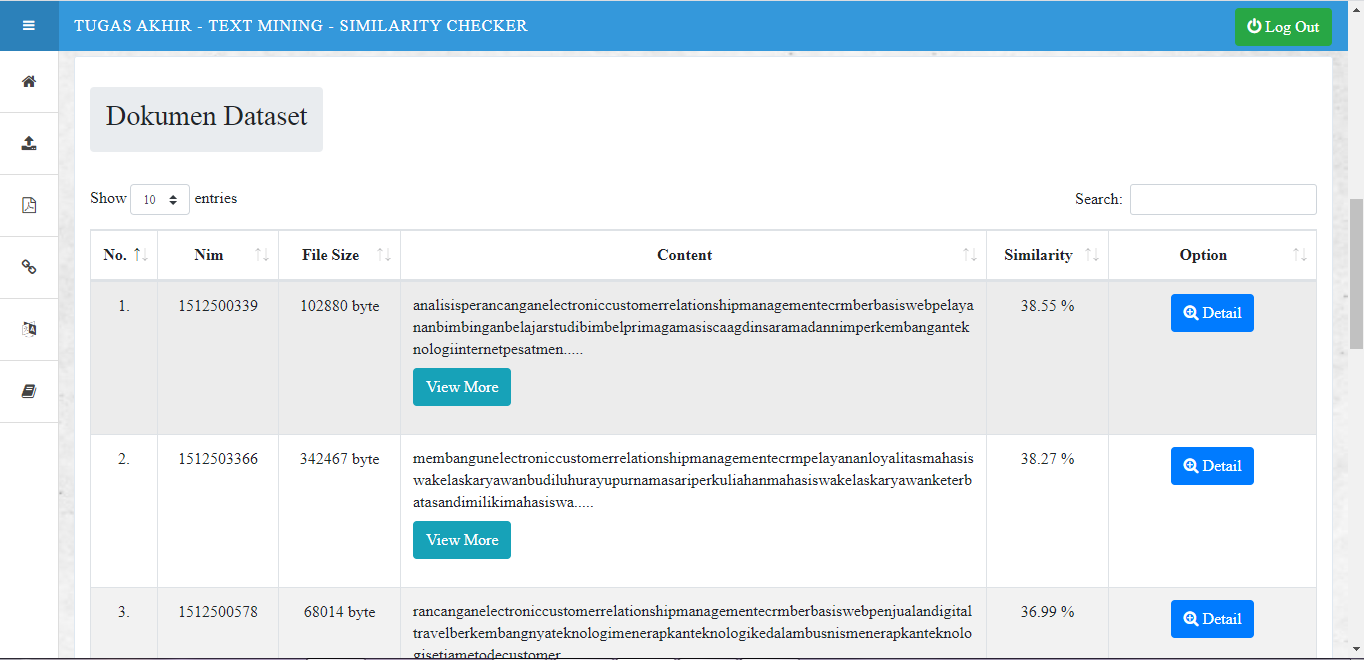 TUGAS AKHIR - TEXT MINING - SIMILARITY CHECKER
Log Out
Dokumen Dataset
Show 10 entries
Search:
No. Nim File Size Content Similarity Option
1. 1512500339 102880 byte analisisperancanganelectroniccustomerrelationshipmanagementecrmberbasiswebpelaya 38.55 % Detail
nanbimbinganbelajarstudibimbelprimagamasiscaagdinsaramadannimperkembangantek
nologiinternetpesatmen.....
View More
2. 1512503366 342467 byte membangunelectroniccustomerrelationshipmanagementecrmpelayananloyalitasmahasis 38.27 % Detail
wakelaskaryawanbudiluhurayupurnamasariperkuliahanmahasiswakelaskaryawanketerb
atasandimilikimahasiswa.....
View More
3. 1512500578 68014 byte rancanganelectroniccustomerrelationshipmanagementecrmberbasiswebpenjualandigital 36.99 % Detail
travelberkembangnyateknologimenerapkanteknologikedalambusnismenerapkanteknolo
gisetiametodecustomer